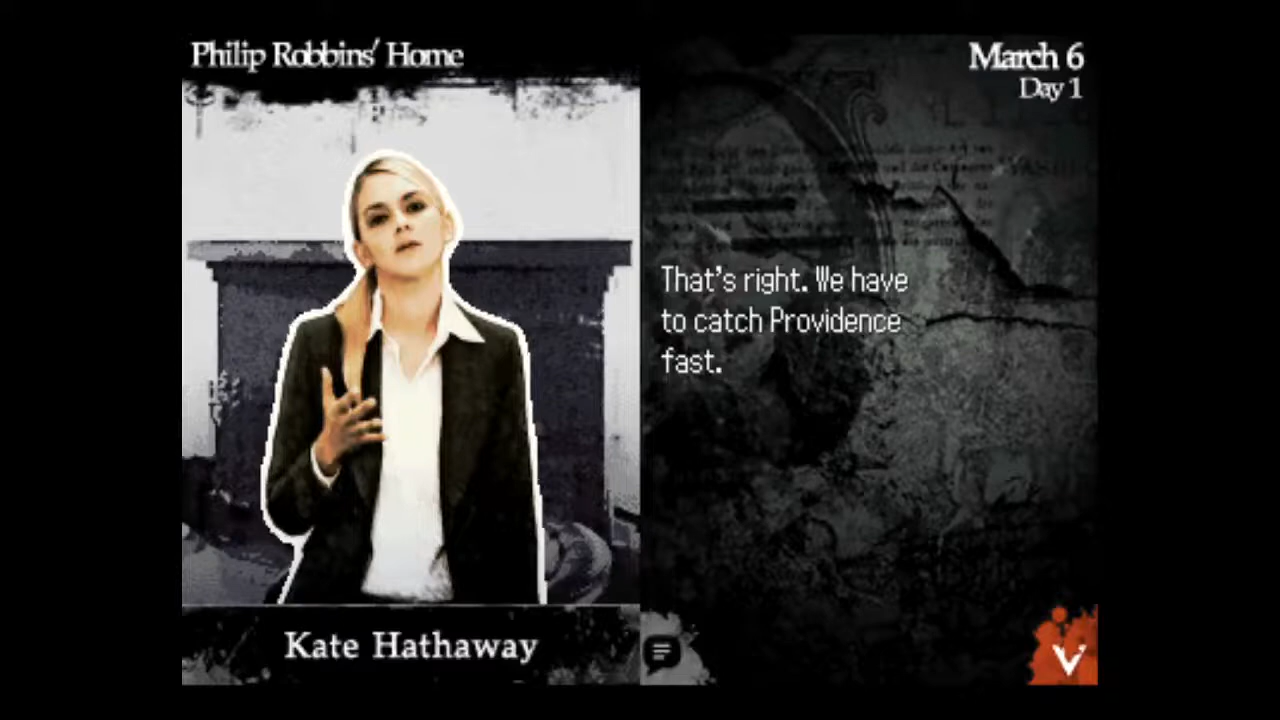 Philip Robbins' Home
March 6
Day 1
That's right. We have
to catch Providence
fast.
Kate Hathaway